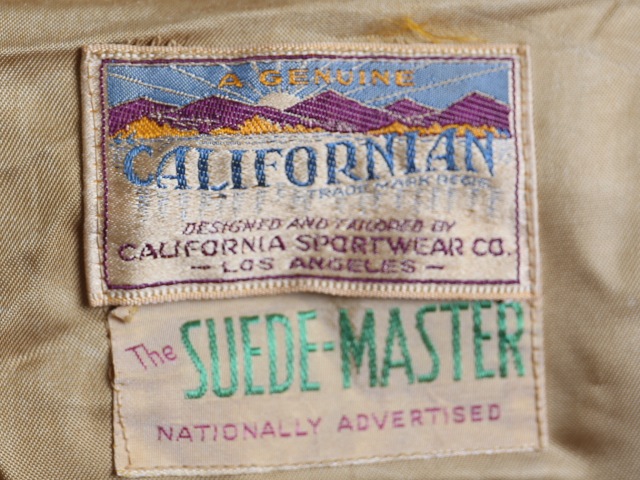 A GENUINE
"CALIFORNIAN
TRADE MARK REG.
DESIGNED AND TAILORED BY
CALIFORNIA SPORTWEAR CO.
- LOS ANGELES -
The SUEDE-MASTER
NATIONALLY ADVERTISED